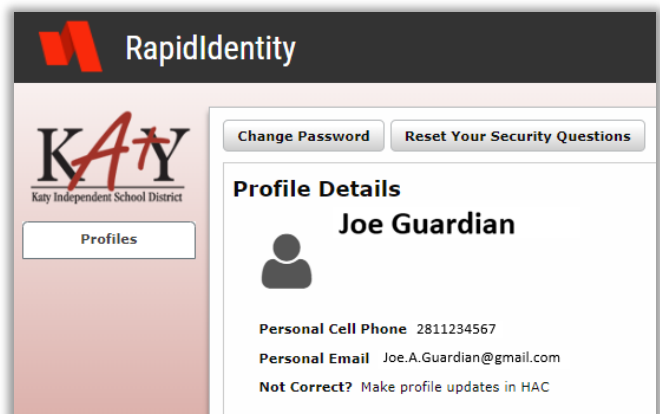 RapidIdentity
KAtY
Katy Independent School District
Profiles
Change Password
Reset Your Security Questions
Profile Details
Joe Guardian
Personal Cell Phone 2811234567
Personal Email Joe.A.Guardian@gmail.com
Not Correct? Make profile updates in HAC